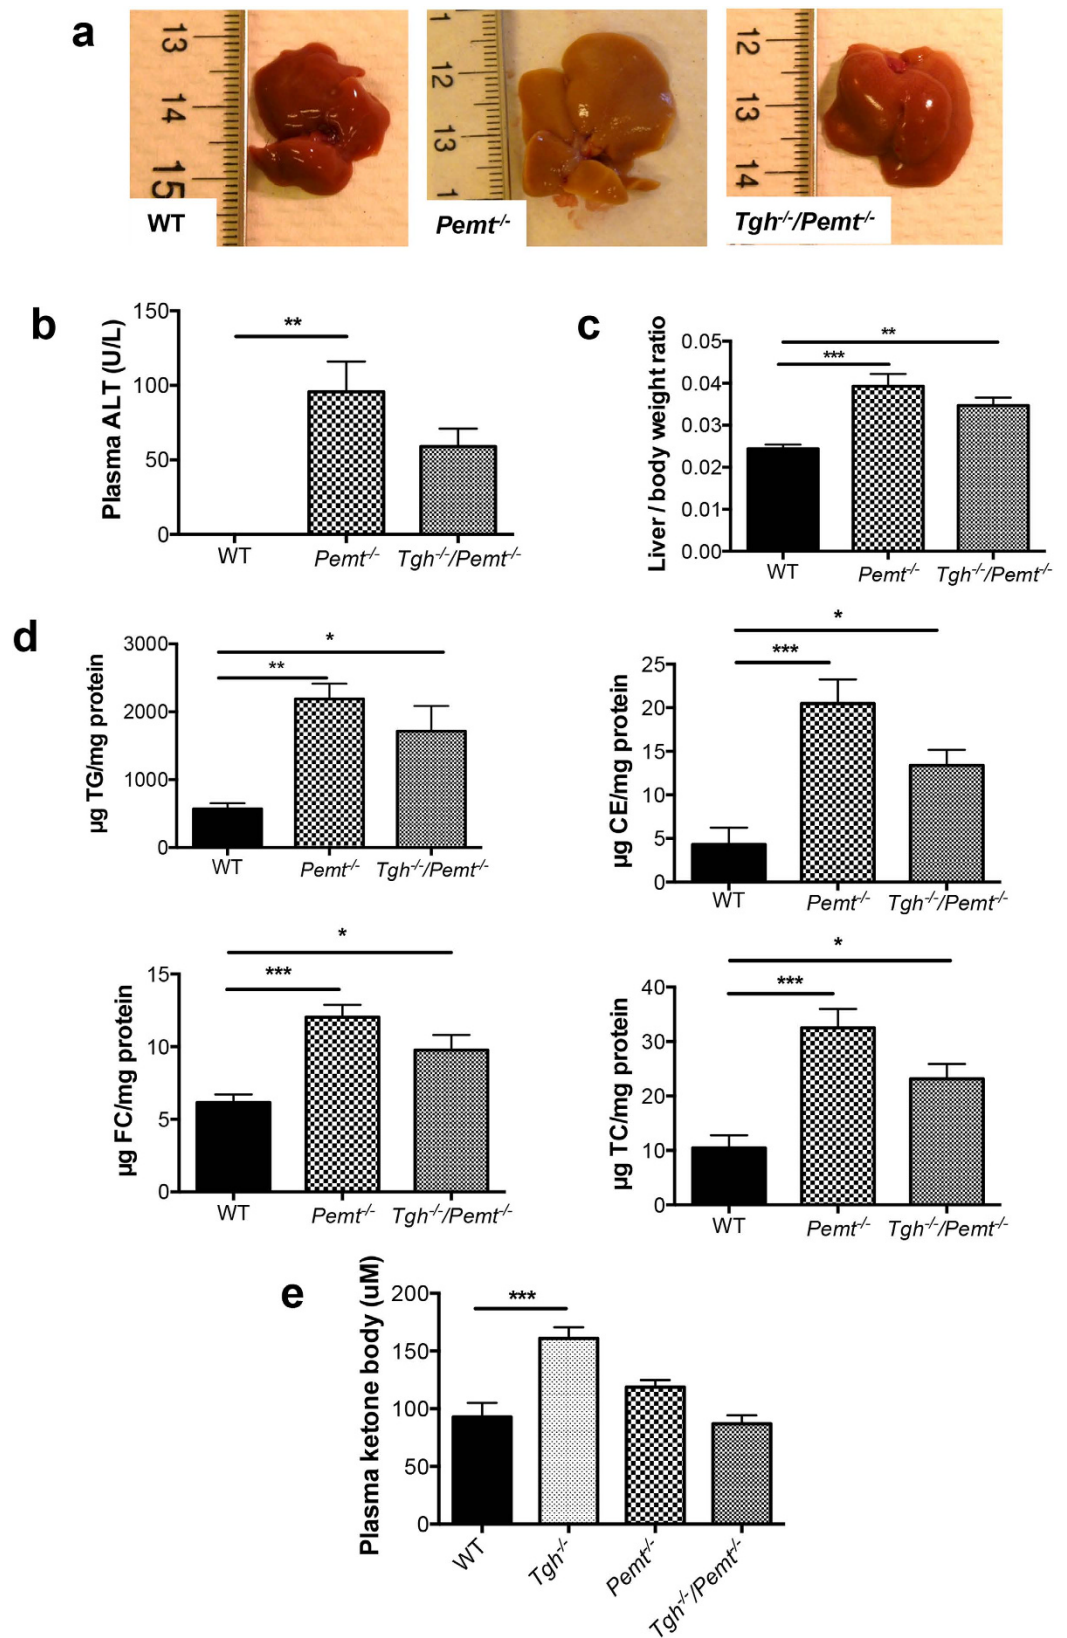 a
13
14
15
WT
1
12
13
1
Pemt-/-
12
13
14
Tgh-/-/Pemt-/-
b
Plasma ALT (U/L)
150
100
50
0
**
WT
Pemt-/-
Tgh-/-/Pemt-/-
c
Liver / body weight ratio
0.05
0.04
0.03
0.02
0.01
0.00
**
***
WT
Pemt-/-
Tgh-/-/Pemt-/-
d
µg TG/mg protein
3000
2000
1000
0
*
**
WT
Pemt-/-
Tgh-/-/Pemt-/-
µg CE/mg protein
25
20
15
10
5
0
*
***
WT
Pemt-/-
Tgh-/-/Pemt-/-
µg FC/mg protein
15
10
5
0
*
***
WT
Pemt-/-
Tgh-/-/Pemt-/-
µg TC/mg protein
40
30
20
10
0
*
***
WT
Pemt-/-
Tgh-/-/Pemt-/-
e
Plasma ketone body (uM)
200
150
100
50
0
***
WT
Tgh-/-
Pemt-/-
Tgh-/-/Pemt-/-